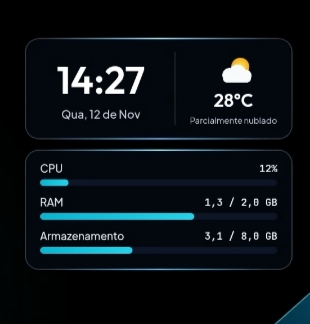 14:27
Qua, 12 de Nov
28°C
Parcialmente nublado
CPU 12%
RAM 1,3 / 2,0 GB
Armazenamento 3,1 / 8,0 GB